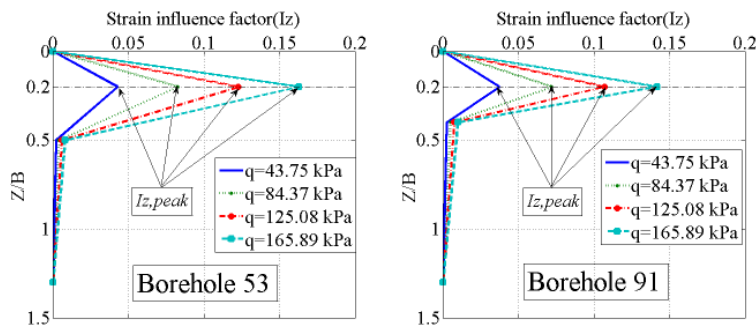 Strain influence factor(Iz)
0 0.05 0.1 0.15 0.2
0
0.2
0.5
1
1.5
Z/B
Iz,peak
q=43.75 kPa
q=84.37 kPa
q=125.08 kPa
q=165.89 kPa
Borehole 53
Strain influence factor(Iz)
0 0.05 0.1 0.15 0.2
0
0.2
0.5
1
1.5
Z/B
Iz,peak
q=43.75 kPa
q=84.37 kPa
q=125.08 kPa
q=165.89 kPa
Borehole 91